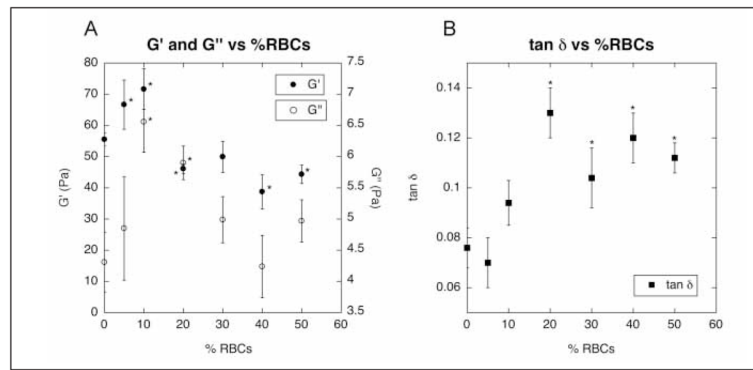 A
G' and G'' vs %RBCs
80
70
60
50
40
30
20
10
0
G' (Pa)
7.5
7
6.5
6
5.5
5
4.5
4
3.5
G'' (Pa)
G'
G''
* * * * * * *
0 10 20 30 40 50 60
% RBCs
B
tan δ vs %RBCs
0.14
0.12
0.1
0.08
0.06
tan δ
* * * *
tan δ
0 10 20 30 40 50 60
% RBCs